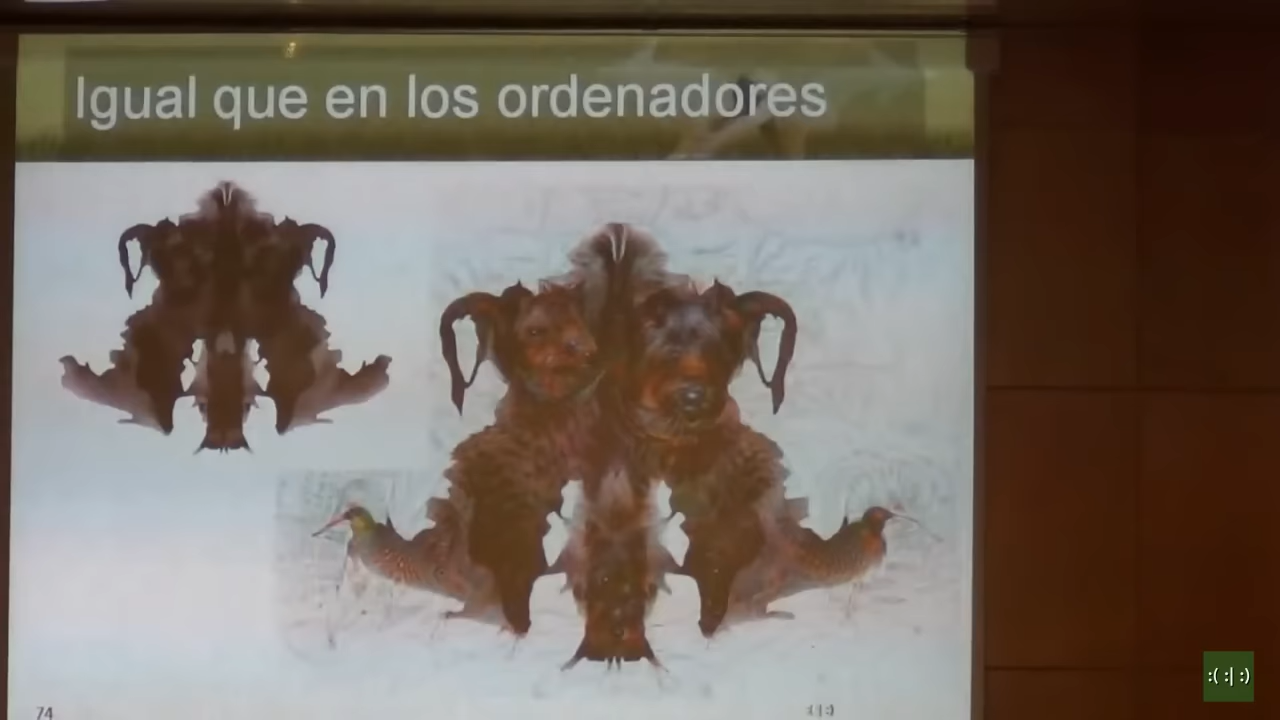 Igual que en los ordenadores
74
:( :| :)
:( :| :)